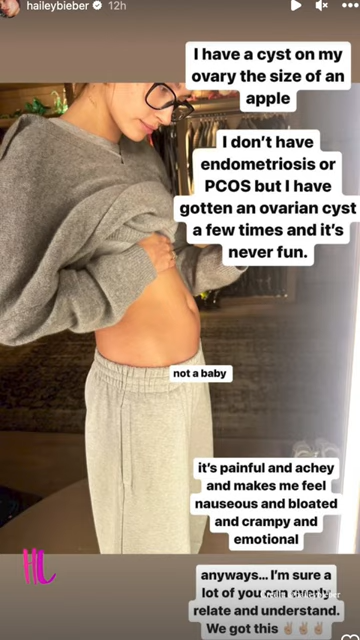 haileybieber 12h
I have a cyst on my
ovary the size of an
apple
I don't have
endometriosis or
PCOS but I have
gotten an ovarian cyst
a few times and it's
never fun.
not a baby
it's painful and achey
and makes me feel
nauseous and bloated
and crampy and
emotional
HL
anyways... I'm sure a
lot of you can
relate and understand.
We got this ✌🏼✌🏼✌🏼